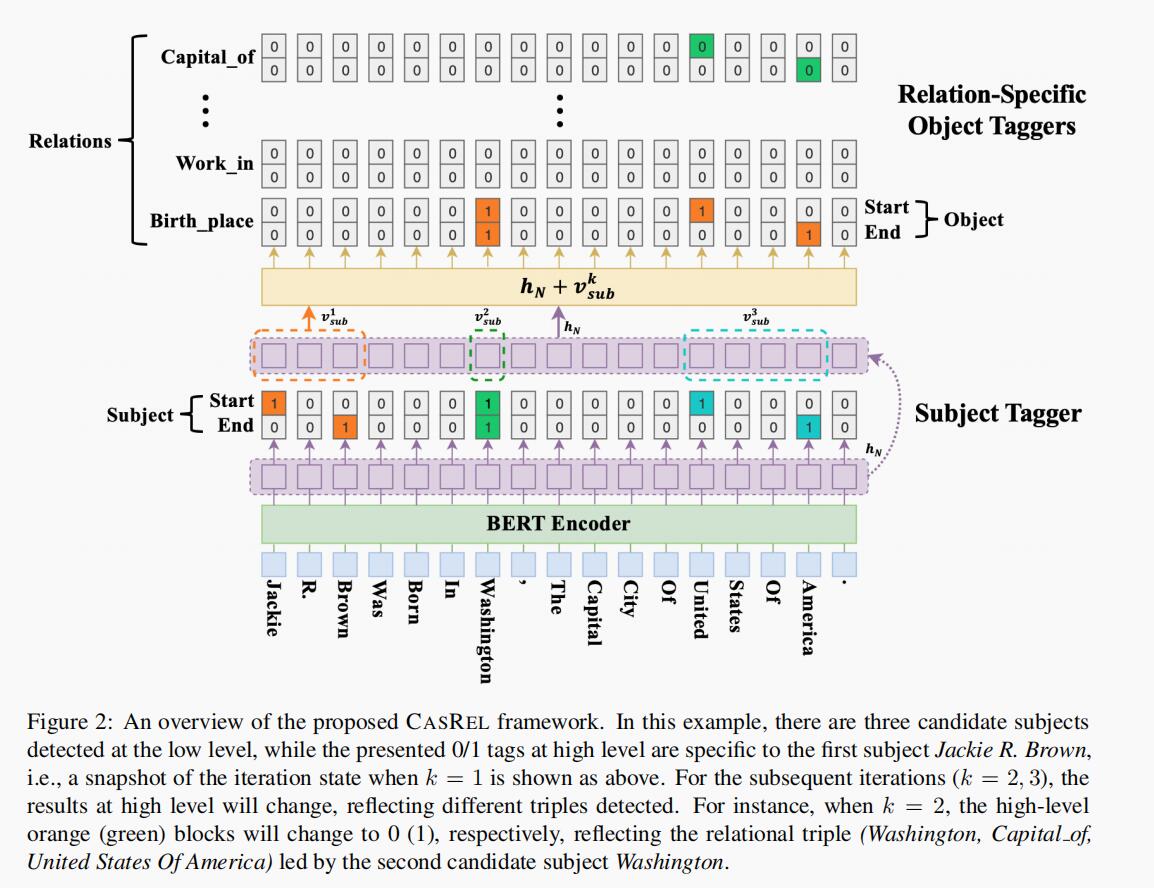 Capital_of
0 0 0 0 0 0 0 0 0 0 0 0 0 0 0 0 0
0 0 0 0 0 0 0 0 0 0 0 0 0 0 0 0 0
Relation-Specific
Object Taggers
Relations
Work_in
0 0 0 0 0 0 0 0 0 0 0 0 0 0 0 0 0
0 0 0 0 0 0 0 0 0 0 0 0 0 0 0 0 0
Birth_place
0 0 0 0 0 0 1 0 0 0 0 0 1 0 0 0 0
0 0 0 0 0 0 1 0 0 0 0 0 0 0 0 1 0
Start
End
Object
h_N + v_sub^k
v_sub^1
v_sub^2
h_N
v_sub^3
Subject
Start
1 0 0 0 0 0 1 0 0 0 0 0 1 0 0 0 0
End
0 0 1 0 0 0 1 0 0 0 0 0 0 0 0 1 0
Subject Tagger
h_N
BERT Encoder
Jackie
R.
Brown
Was
Born
In
Washington
,
The
Capital
City
Of
United
States
Of
America
.
Figure 2: An overview of the proposed CASREL framework. In this example, there are three candidate subjects
detected at the low level, while the presented 0/1 tags at high level are specific to the first subject Jackie R. Brown,
i.e., a snapshot of the iteration state when k = 1 is shown as above. For the subsequent iterations (k = 2, 3), the
results at high level will change, reflecting different triples detected. For instance, when k = 2, the high-level
orange (green) blocks will change to 0 (1), respectively, reflecting the relational triple (Washington, Capital_of,
United States Of America) led by the second candidate subject Washington.